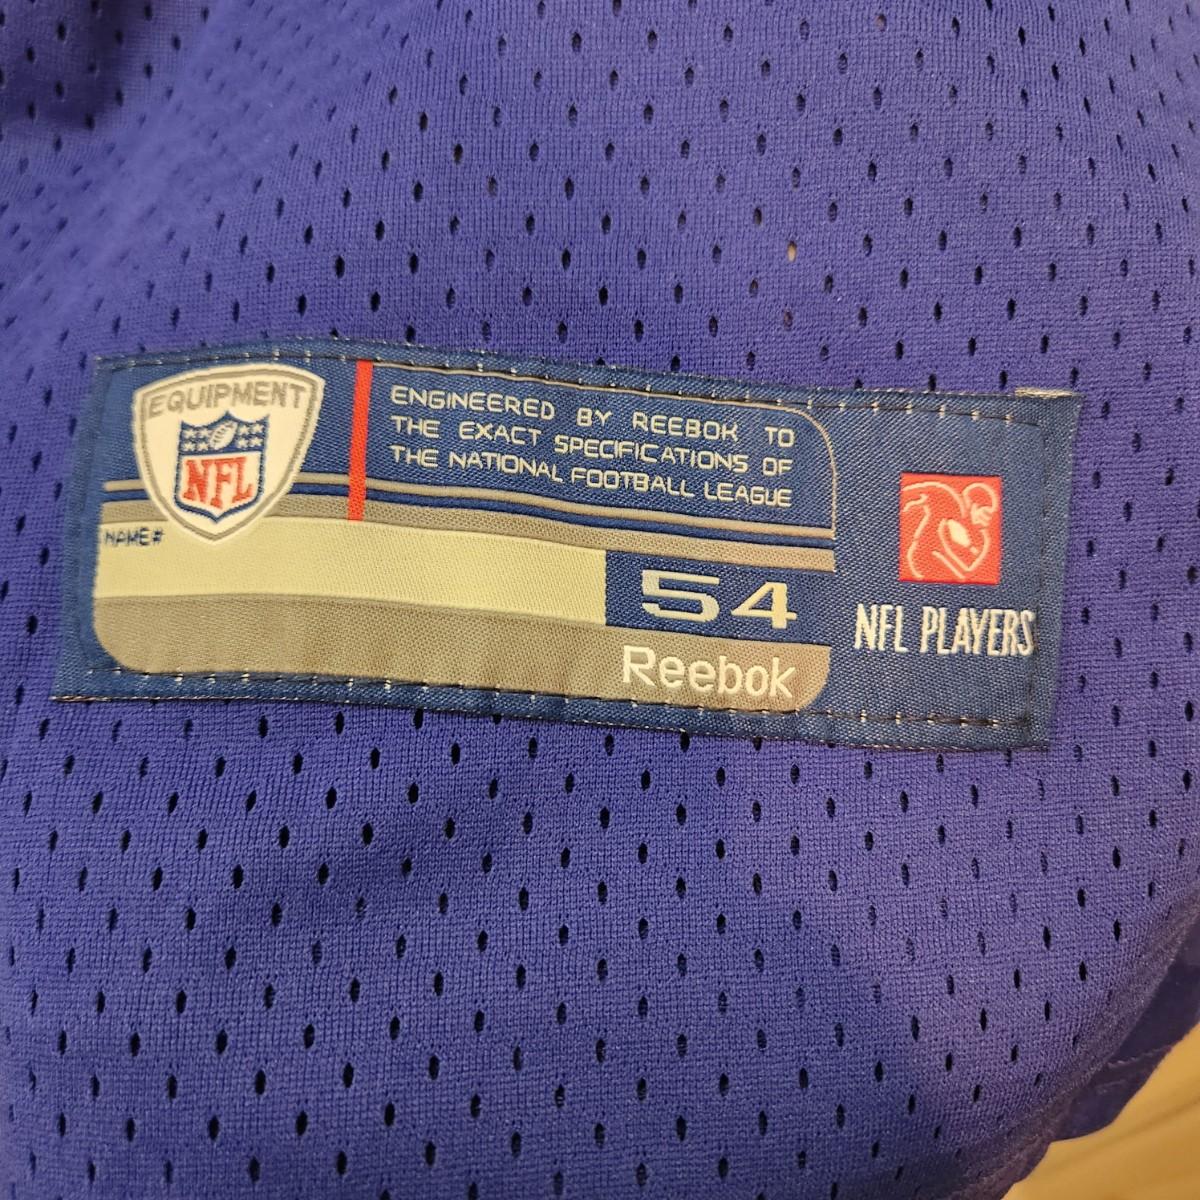 EQUIPMENT
NFL
ENGINEERED BY REEBOK TO
THE EXACT SPECIFICATIONS OF
THE NATIONAL FOOTBALL LEAGUE
NAME#
54
Reebok
NFL PLAYERS